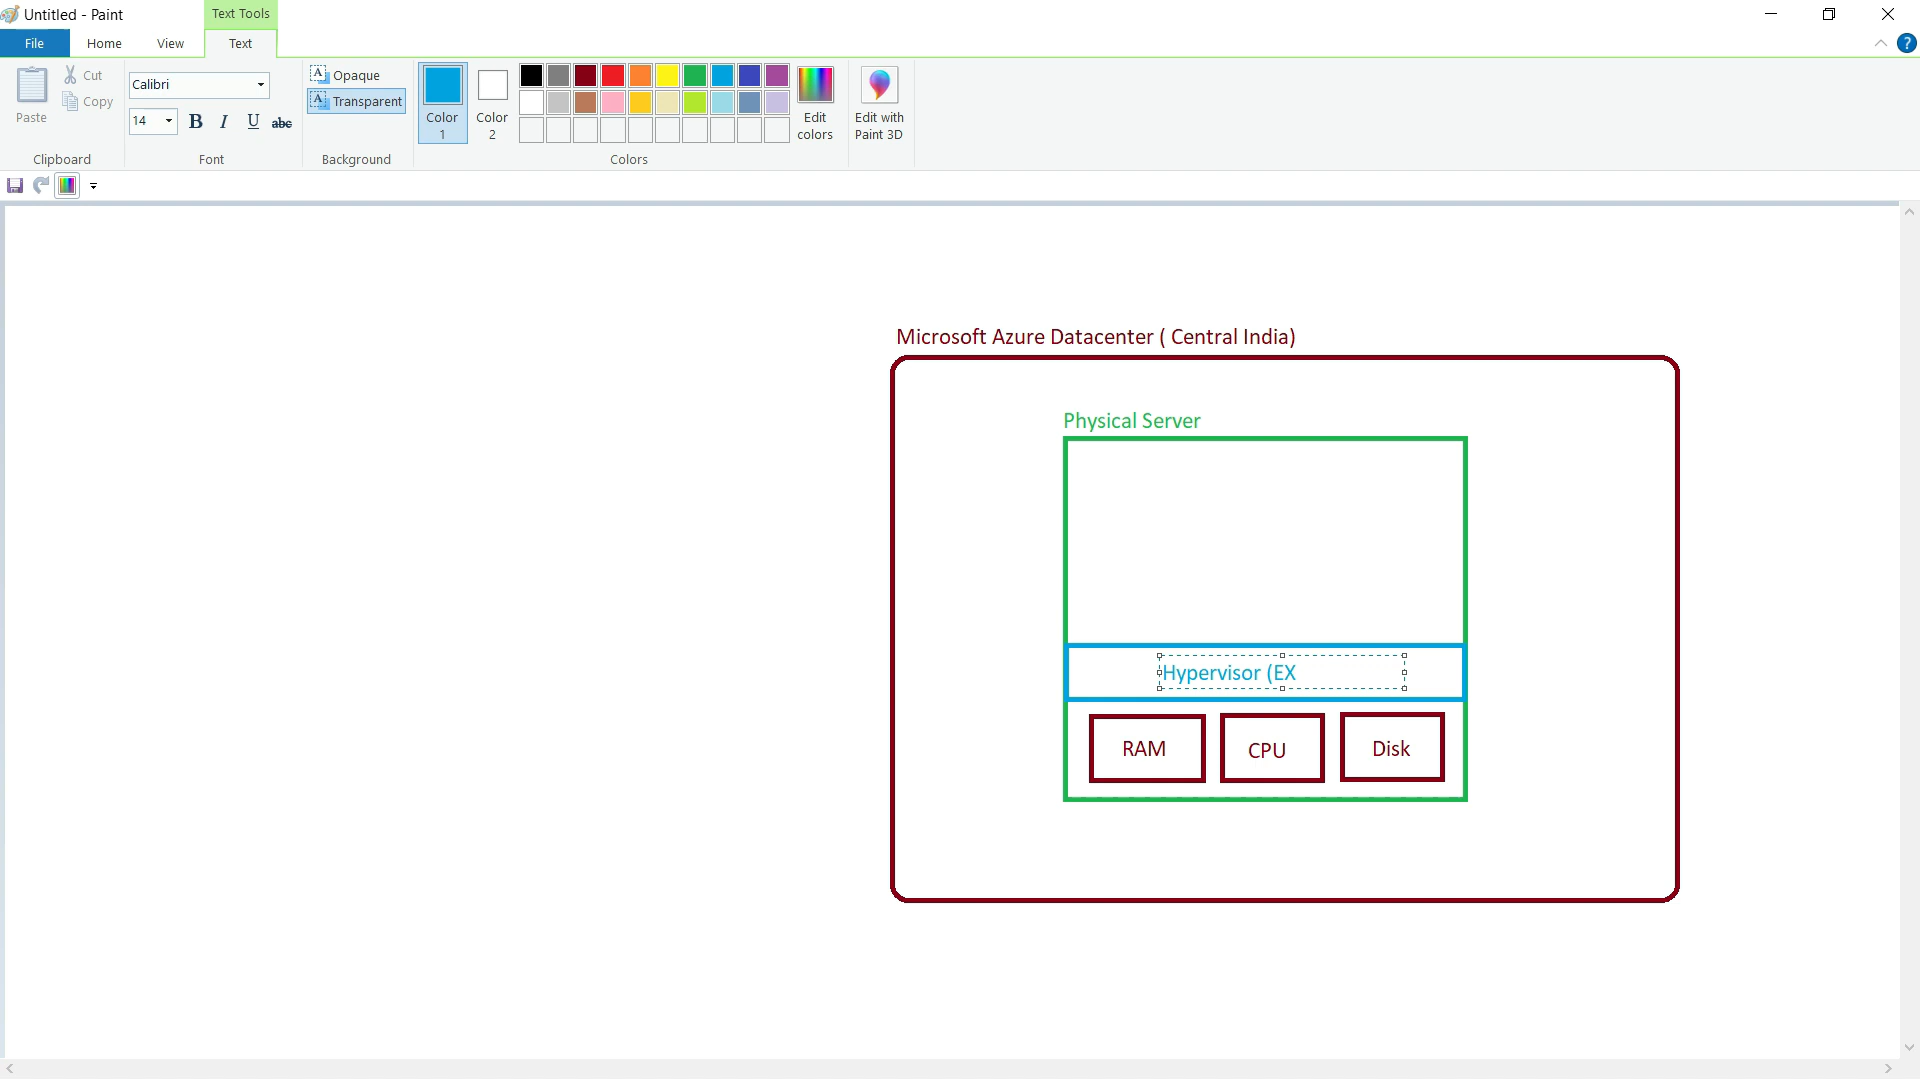 Untitled - Paint
Text Tools
File
Home
View
Text
Paste
Cut
Copy
Clipboard
Calibri
14
B I U abc
Font
Opaque
Transparent
Background
Color
1
Color
2
Edit
colors
Colors
Edit with
Paint 3D
Microsoft Azure Datacenter ( Central India)
Physical Server
Hypervisor (EX
RAM
CPU
Disk